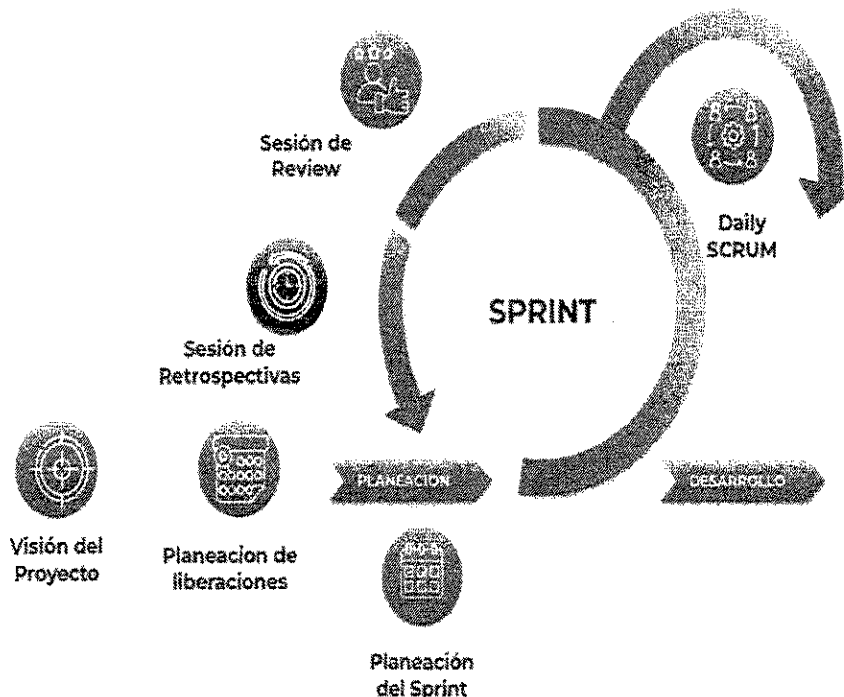 Sesión de
Review
Daily
SCRUM
SPRINT
Sesión de
Retrospectivas
PLANEACION
DESARROLLO
Visión del
Proyecto
Planeacion de
liberaciones
Planeación
del Sprint